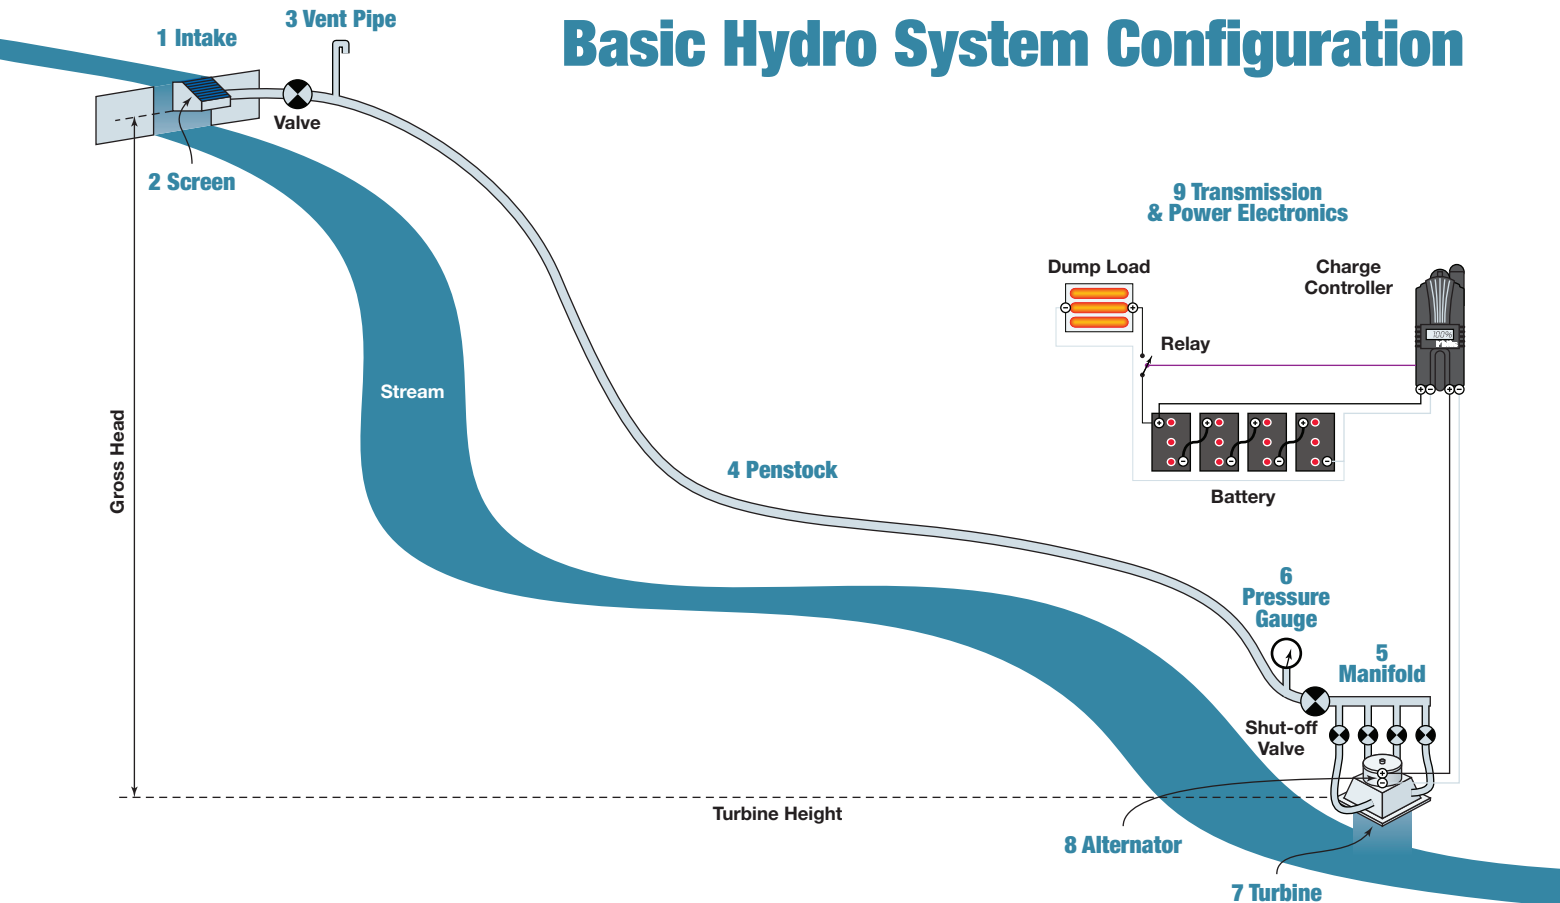 Basic Hydro System Configuration
1 Intake
3 Vent Pipe
Valve
2 Screen
9 Transmission
& Power Electronics
Dump Load
Charge
Controller
100%
Relay
Stream
Gross Head
4 Penstock
Battery
6
Pressure
Gauge
5
Manifold
Shut-off
Valve
Turbine Height
8 Alternator
7 Turbine